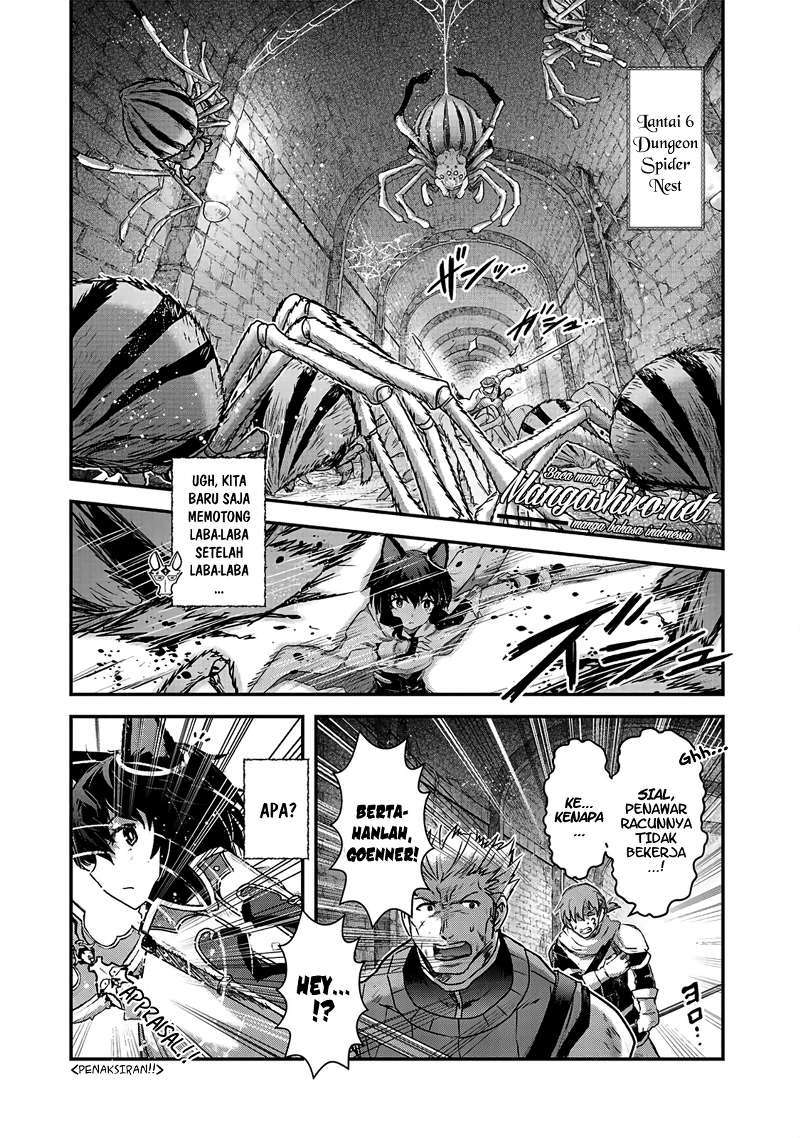 Lantai 6
Dungeon
Spider
Nest
ザンッ…
ガシュ…
Baca manga
Mangashiro.net
manga bahasa indonesia
UGH, KITA
BARU SAJA
MEMOTONG
LABA-LABA
SETELAH
LABA-LABA
...
ズシュ
Ghh...
SIAL,
PENAWAR
RACUNNYA
TIDAK
BEKERJA
...!
KE...
KENAPA
...
ヨロ…
BERTA-
HANLAH,
GOENNER!
HEY...
!?
APA?
APPRAISAL!!
<PENAKSIRAN!!>